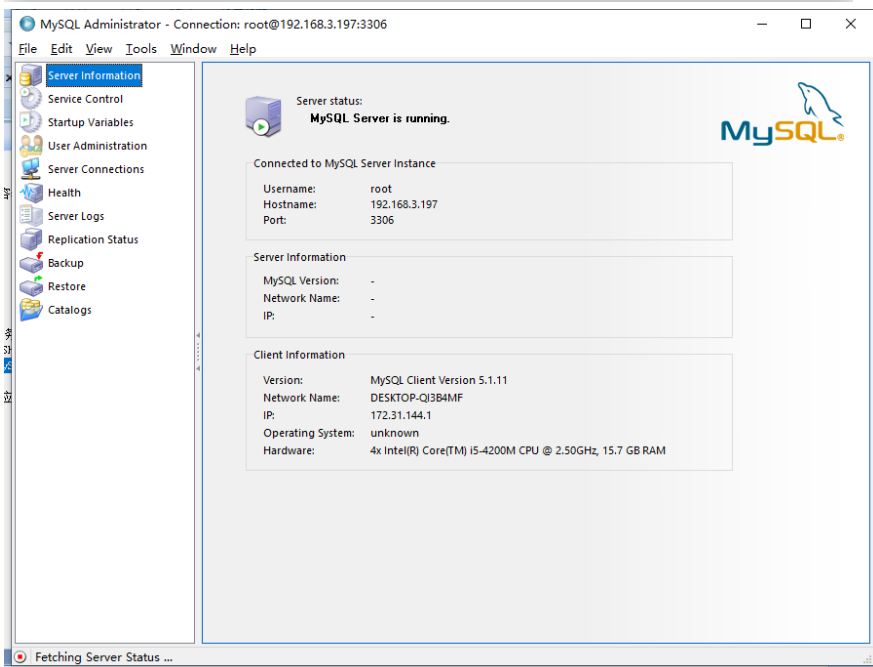 MySQL Administrator - Connection: root@192.168.3.197:3306
File Edit View Tools Window Help
Server Information
Service Control
Startup Variables
User Administration
Server Connections
Health
Server Logs
Replication Status
Backup
Restore
Catalogs
Server status:
MySQL Server is running.
MySQL®
Connected to MySQL Server Instance
Username: root
Hostname: 192.168.3.197
Port: 3306
Server Information
MySQL Version: -
Network Name: -
IP: -
Client Information
Version: MySQL Client Version 5.1.11
Network Name: DESKTOP-QI3B4MF
IP: 172.31.144.1
Operating System: unknown
Hardware: 4x Intel(R) Core(TM) i5-4200M CPU @ 2.50GHz, 15.7 GB RAM
Fetching Server Status ...